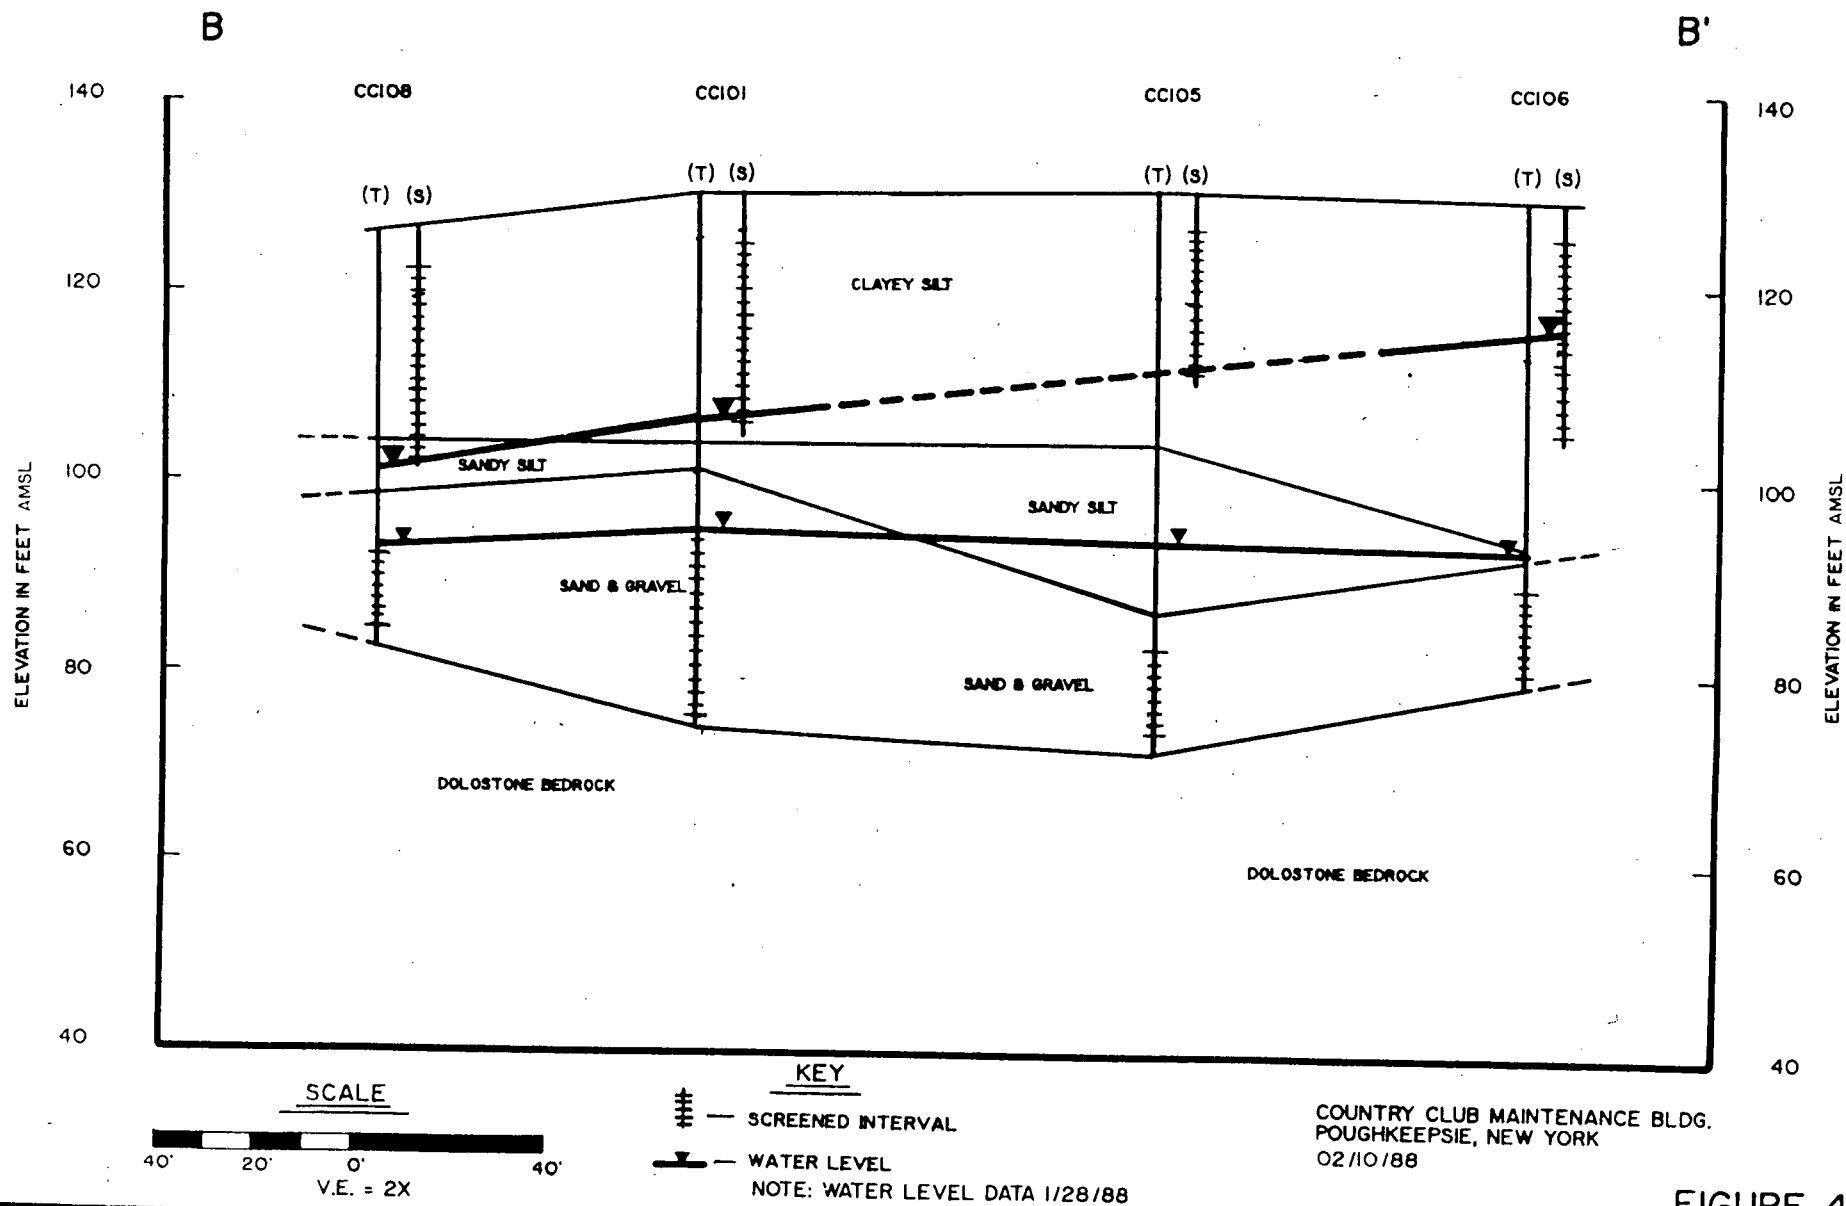 B B'
CC108 CC101 CC105 CC106
140 140
(T) (S) (T) (S) (T) (S) (T) (S)
120 CLAYEY SILT 120
100 SANDY SILT 100
SANDY SILT
ELEVATION IN FEET AMSL
ELEVATION IN FEET AMSL
SAND & GRAVEL
80 SAND & GRAVEL 80
DOLOSTONE BEDROCK
60 DOLOSTONE BEDROCK 60
40 40
SCALE
40' 20' 0' 40'
V.E. = 2X
KEY
— SCREENED INTERVAL
— WATER LEVEL
NOTE: WATER LEVEL DATA 1/28/88
COUNTRY CLUB MAINTENANCE BLDG.
POUGHKEEPSIE, NEW YORK
02/10/88
FIGURE 4